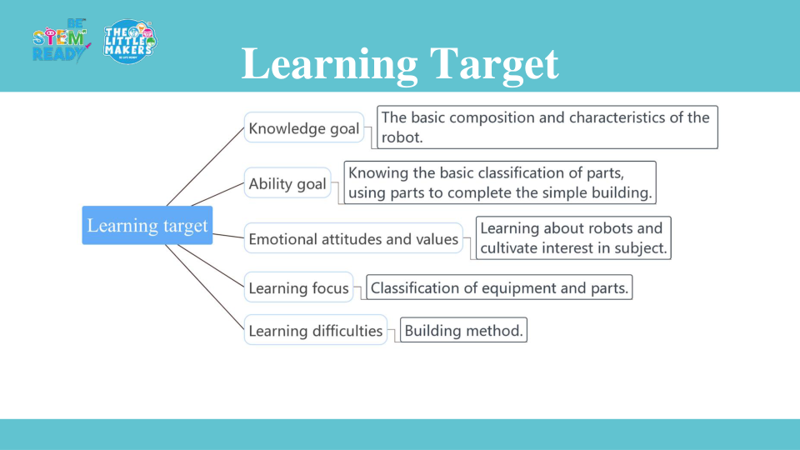 BE
STEM
READY
THE
LITTLE
MAKERS
Learning Target
Learning target
Knowledge goal
The basic composition and characteristics of the
robot.
Ability goal
Knowing the basic classification of parts,
using parts to complete the simple building.
Emotional attitudes and values
Learning about robots and
cultivate interest in subject.
Learning focus
Classification of equipment and parts.
Learning difficulties
Building method.